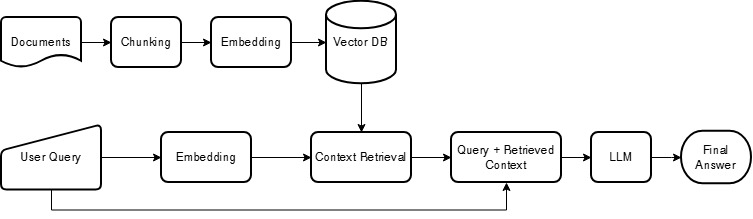 Documents
Chunking
Embedding
Vector DB
User Query
Embedding
Context Retrieval
Query + Retrieved
Context
LLM
Final
Answer